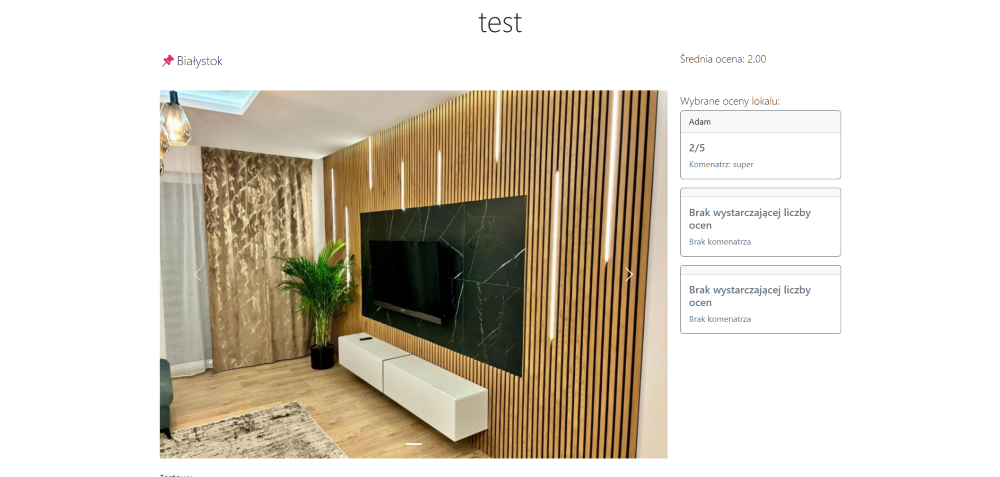 test
Białystok
Średnia ocena: 2.00
Wybrane oceny lokalu:
Adam
2/5
Komenatrz: super
Brak wystarczającej liczby
ocen
Brak komenatrza
Brak wystarczającej liczby
ocen
Brak komenatrza